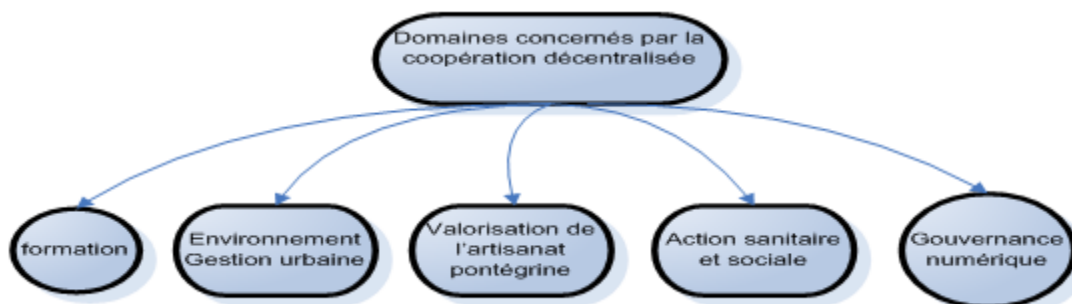 Domaines concernés par la
coopération décentralisée
formation
Environnement
Gestion urbaine
Valorisation de
l'artisanat
pontégrine
Action sanitaire
et sociale
Gouvernance
numérique